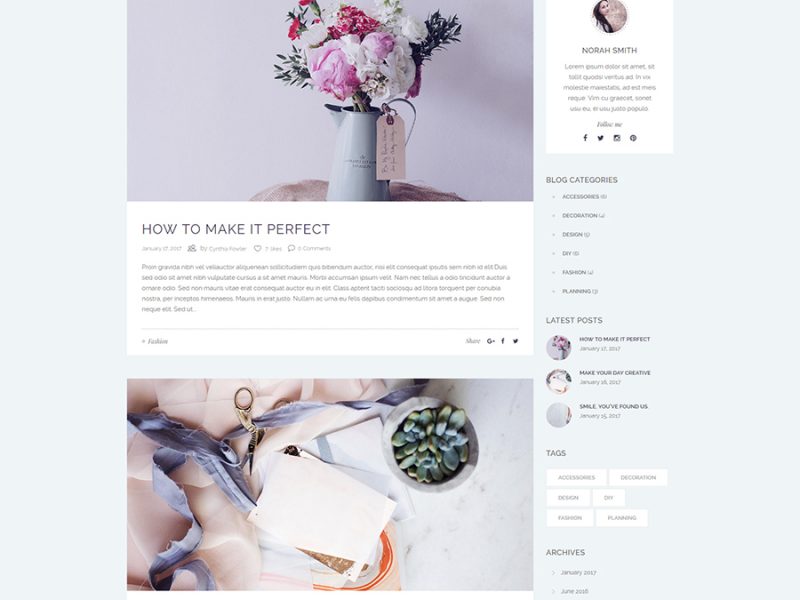 HOW TO MAKE IT PERFECT
January 17, 2017 by Cynthia Fowler 7 likes 0 Comments
Proin gravida nibh vel veliauctor aliquenean sollicitudiem quis bibendum auctor, nisi elit consequat ipsutis sem nibh id elit. Duis
sed odio sit amet nibh vulputate cursus a sit amet mauris. Morbi accumsan ipsum velit. Nam nec tellus a odio tincidunt auctor a
ornare odio. Sed non mauris vitae erat consequat auctor eu in elit. Class aptent taciti sociosqu ad litora torquent per conubia
nostra, per inceptos himenaeos. Mauris in erat justo. Nullam ac urna eu felis dapibus condimentum sit amet a augue. Sed non
neque elit. Sed ut...
Fashion
Share
NORAH SMITH
Lorem ipsum dolor sit amet, sit
tollit quodsi veritus ad. In vix
molestie maiestatis, ad est meis
reque. Vim cu graecet, sonet
usu eu, ei usu justo populo.
Follow me
BLOG CATEGORIES
ACCESSORIES (6)
DECORATION (4)
DESIGN (5)
DIY (6)
FASHION (4)
PLANNING (3)
LATEST POSTS
HOW TO MAKE IT PERFECT
January 17, 2017
MAKE YOUR DAY CREATIVE
January 16, 2017
SMILE, YOU'VE FOUND US.
January 15, 2017
TAGS
ACCESSORIES DECORATION
DESIGN DIY
FASHION PLANNING
ARCHIVES
January 2017
June 2016